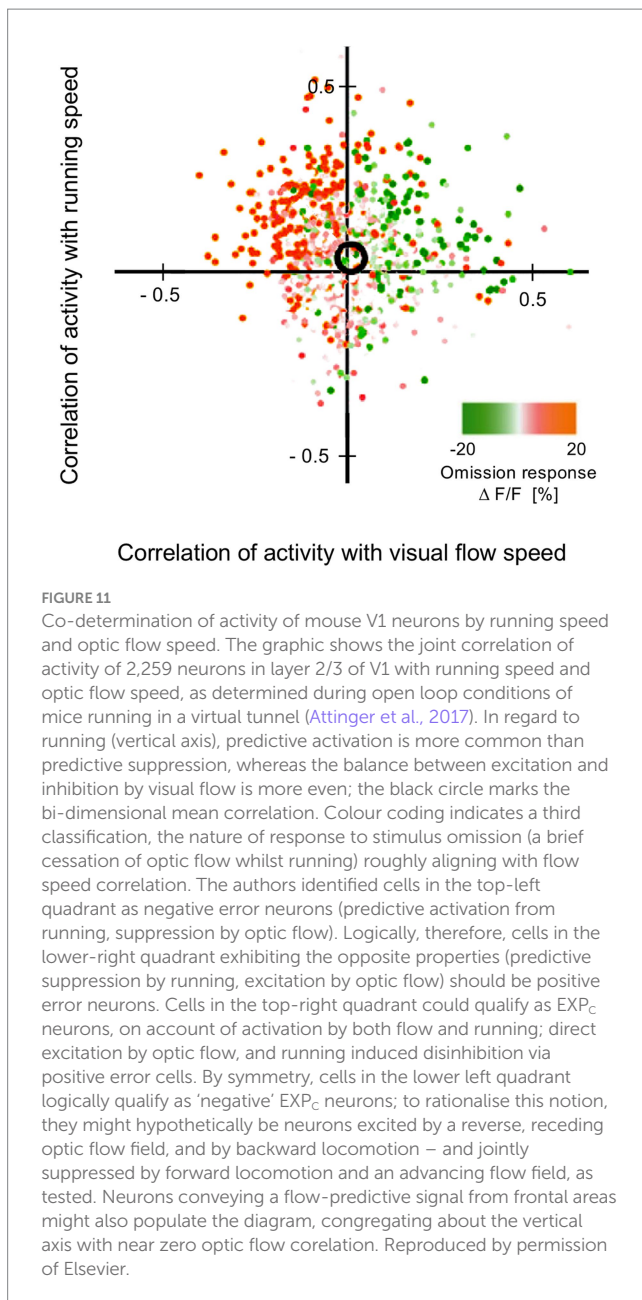 Correlation of activity with running speed
0.5
- 0.5
0.5
- 0.5
-20
20
Omission response
Δ F/F [%]
Correlation of activity with visual flow speed
FIGURE 11
Co-determination of activity of mouse V1 neurons by running speed
and optic flow speed. The graphic shows the joint correlation of
activity of 2,259 neurons in layer 2/3 of V1 with running speed and
optic flow speed, as determined during open loop conditions of
mice running in a virtual tunnel (Attinger et al., 2017). In regard to
running (vertical axis), predictive activation is more common than
predictive suppression, whereas the balance between excitation and
inhibition by visual flow is more even; the black circle marks the
bi-dimensional mean correlation. Colour coding indicates a third
classification, the nature of response to stimulus omission (a brief
cessation of optic flow whilst running) roughly aligning with flow
speed correlation. The authors identified cells in the top-left
quadrant as negative error neurons (predictive activation from
running, suppression by optic flow). Logically, therefore, cells in the
lower-right quadrant exhibiting the opposite properties (predictive
suppression by running, excitation by optic flow) should be positive
error neurons. Cells in the top-right quadrant could qualify as EXPC
neurons, on account of activation by both flow and running; direct
excitation by optic flow, and running induced disinhibition via
positive error cells. By symmetry, cells in the lower left quadrant
logically qualify as ‘negative’ EXPC neurons; to rationalise this notion,
they might hypothetically be neurons excited by a reverse, receding
optic flow field, and by backward locomotion – and jointly
suppressed by forward locomotion and an advancing flow field, as
tested. Neurons conveying a flow-predictive signal from frontal areas
might also populate the diagram, congregating about the vertical
axis with near zero optic flow corelation. Reproduced by permission
of Elsevier.